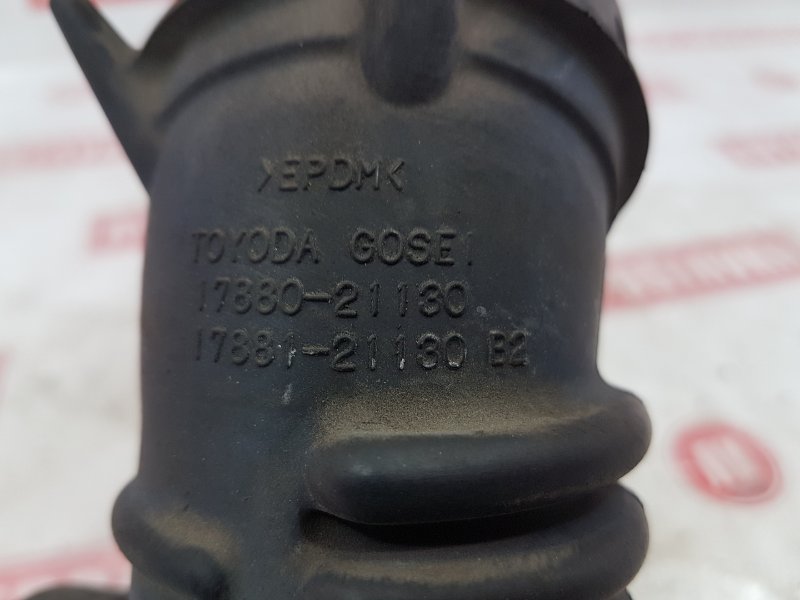 >EPDM<
TOYODA GOSEI
17880-21130
17881-21130 B2